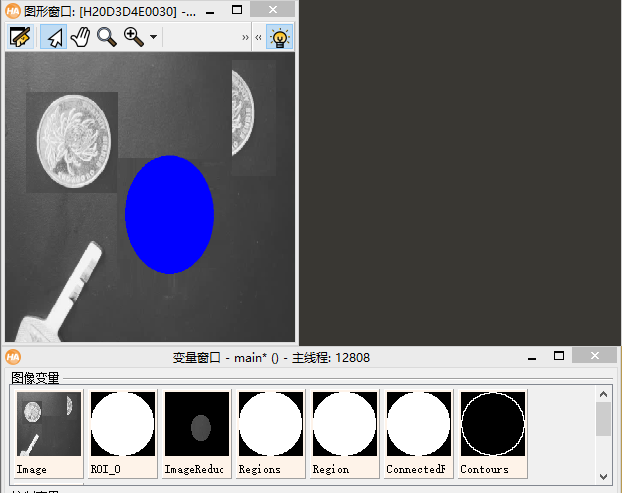 图形窗口: [H20D3D4E0030] -...
变量窗口 - main* () - 主线程: 12808
图像变量
Image ROI_0 ImageReduc Regions Region ConnectedR Contours